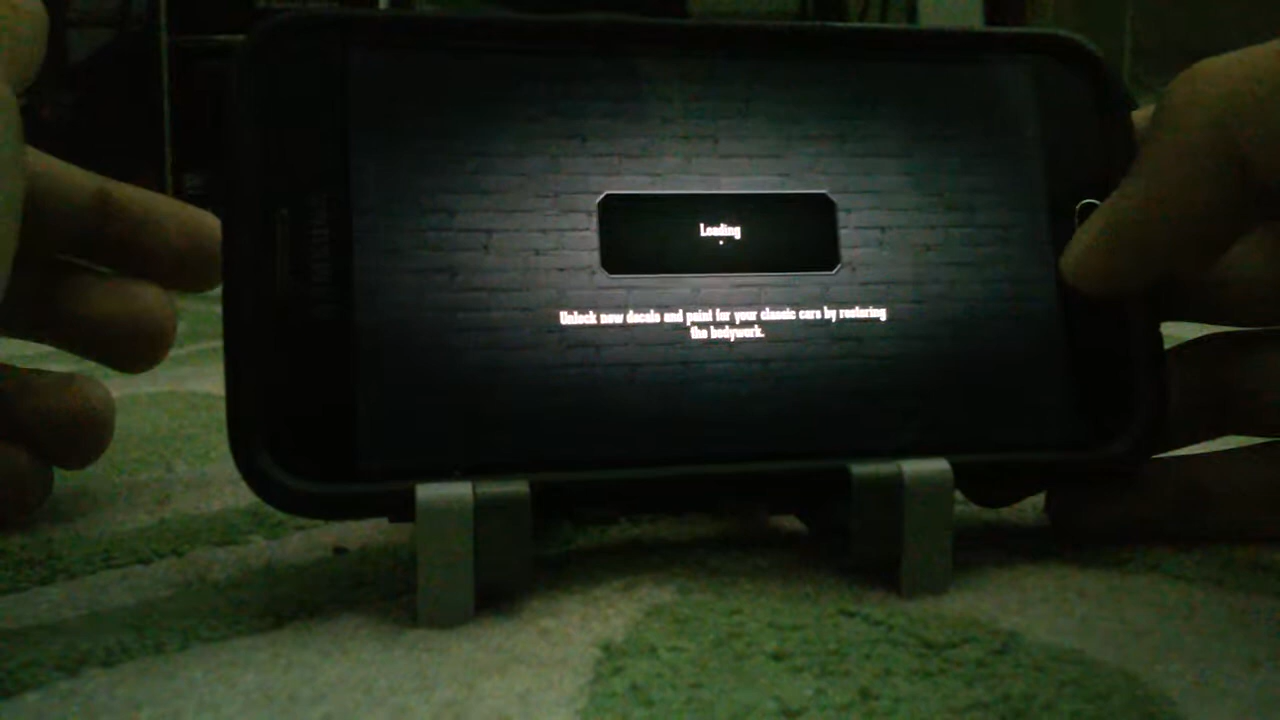 Loading
Unlock new decals and paint for your classic cars by restoring
the bodywork.